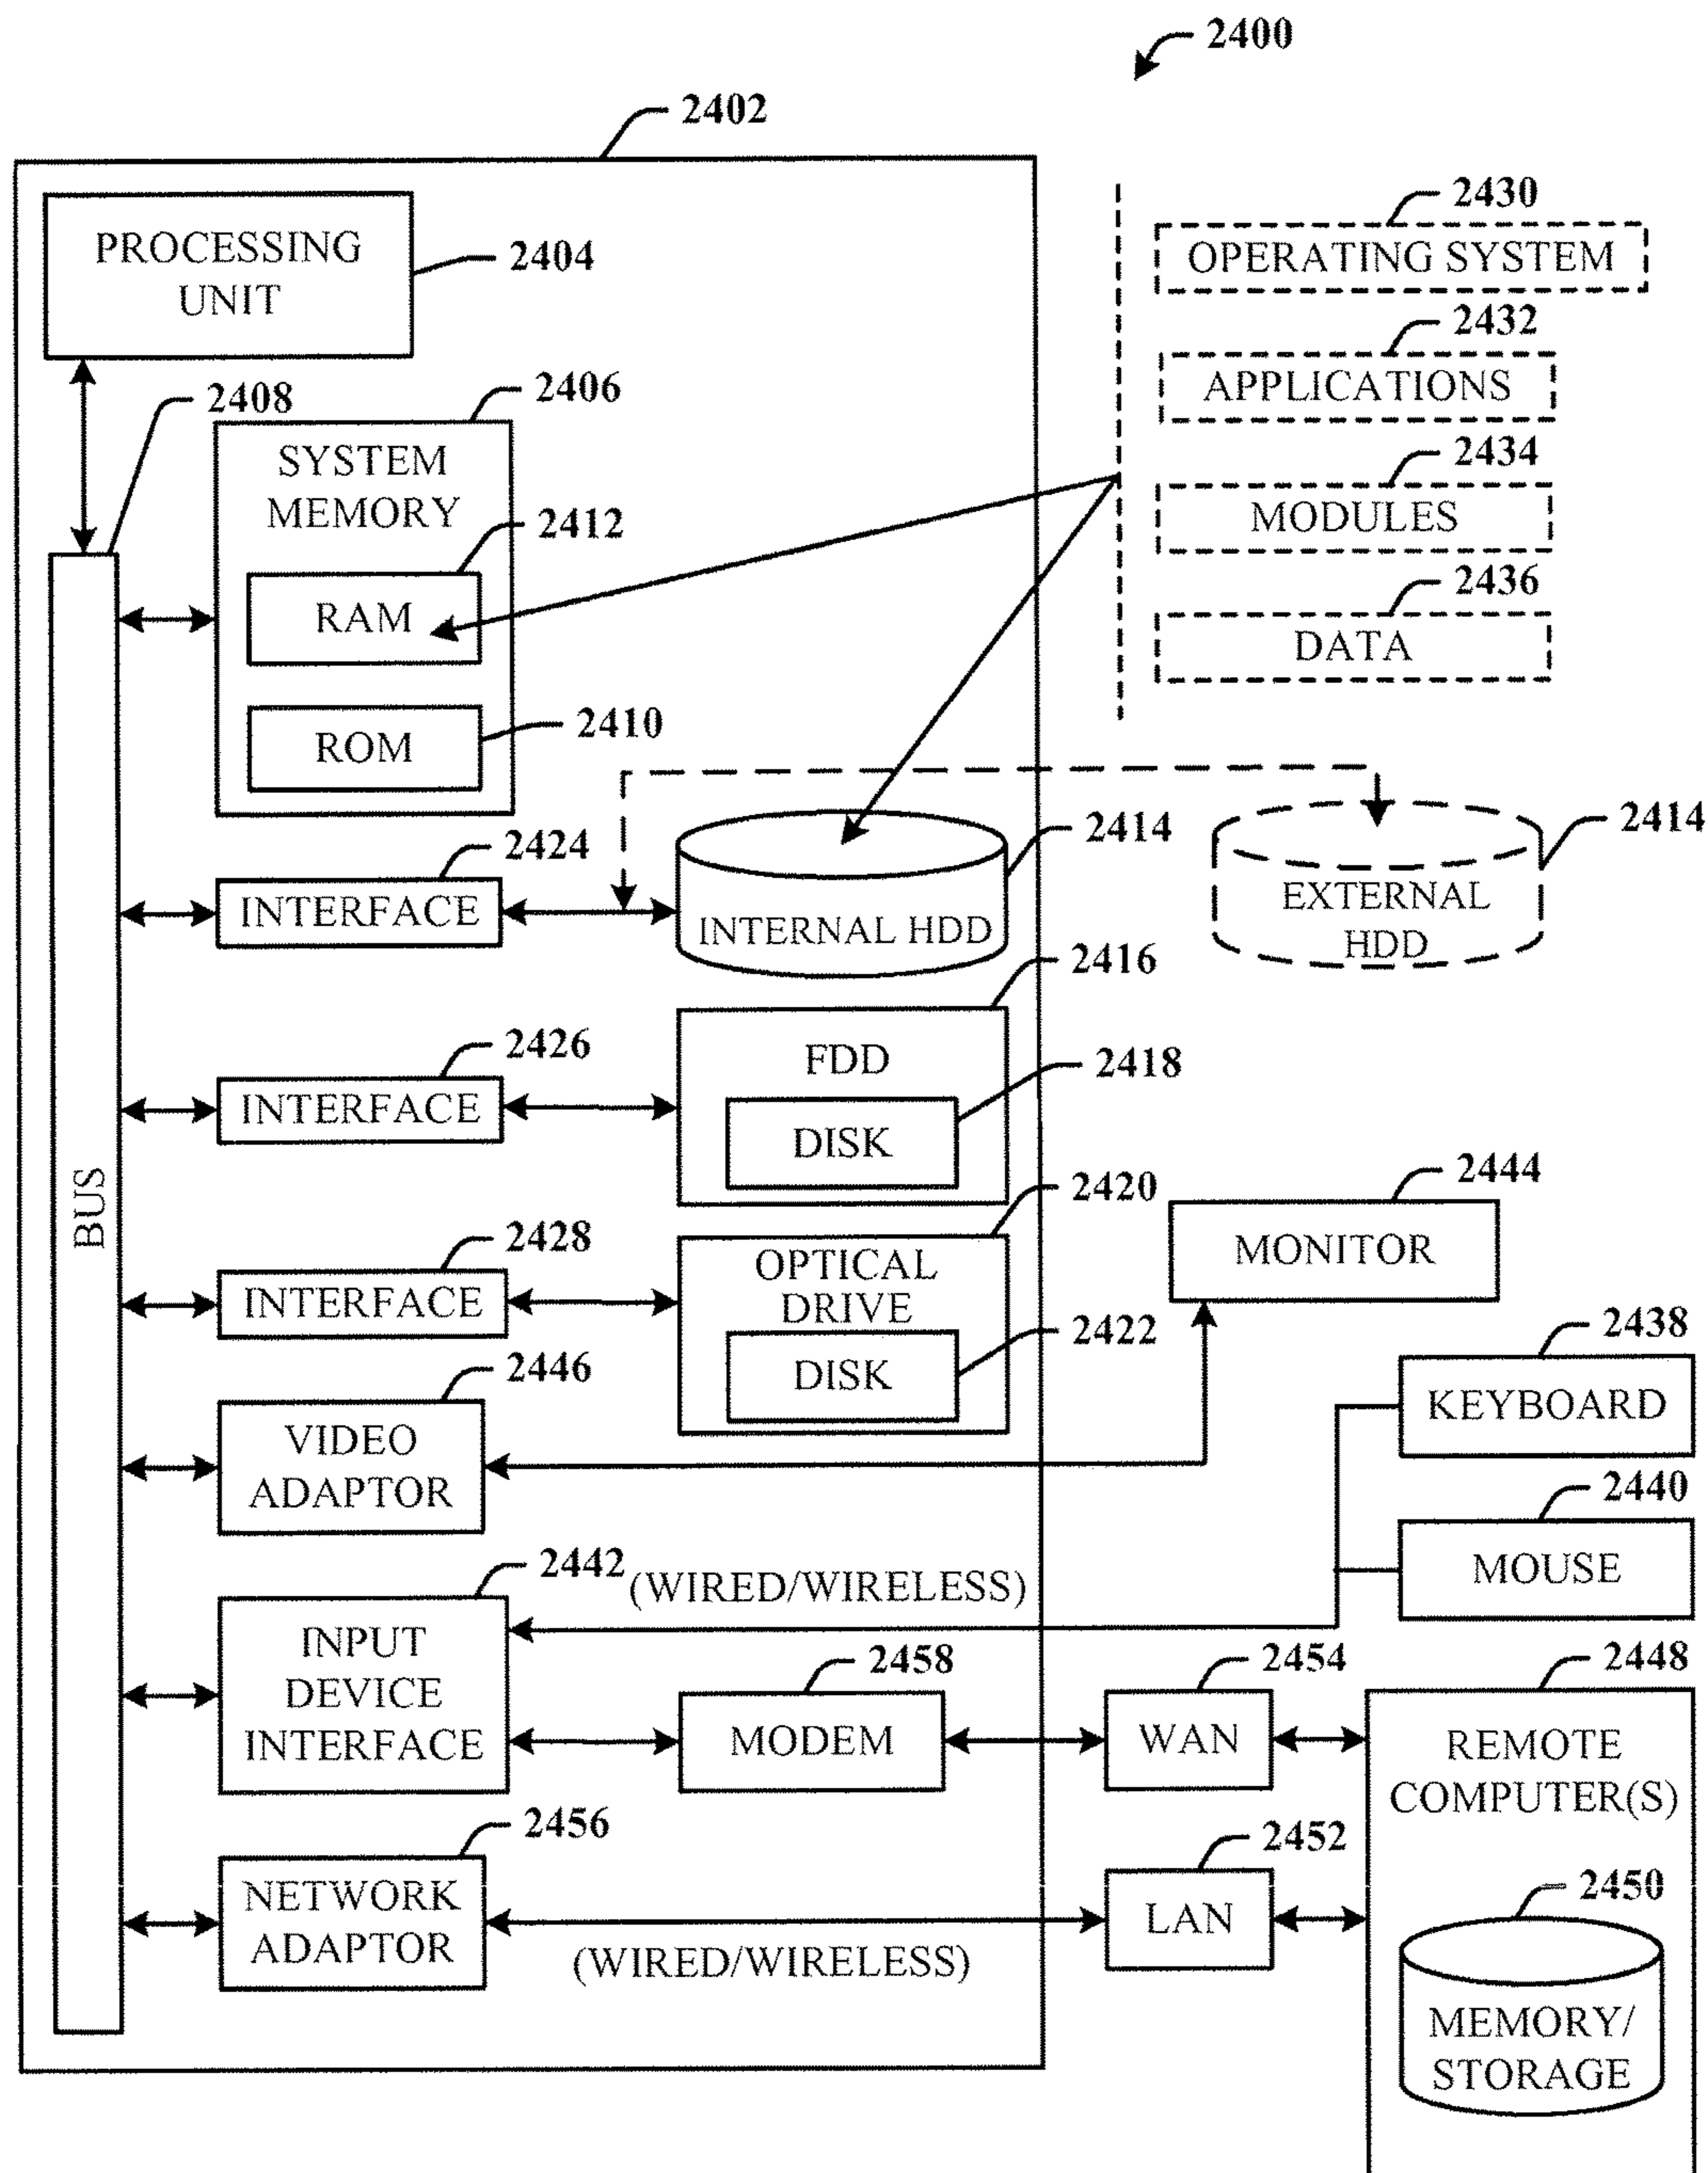 2400
2402
PROCESSING
UNIT
2404
2430
OPERATING SYSTEM
2432
APPLICATIONS
2434
MODULES
2436
DATA
2408
2406
SYSTEM
MEMORY
2412
RAM
2410
ROM
2424
INTERFACE
2414
INTERNAL HDD
2414
EXTERNAL
HDD
2416
FDD
2418
DISK
2426
INTERFACE
BUS
2420
OPTICAL
DRIVE
2422
DISK
2428
INTERFACE
2444
MONITOR
2446
VIDEO
ADAPTOR
2438
KEYBOARD
2440
MOUSE
2442
(WIRED/WIRELESS)
INPUT
DEVICE
INTERFACE
2458
MODEM
2454
WAN
2448
REMOTE
COMPUTER(S)
2456
NETWORK
ADAPTOR
(WIRED/WIRELESS)
2452
LAN
2450
MEMORY/
STORAGE